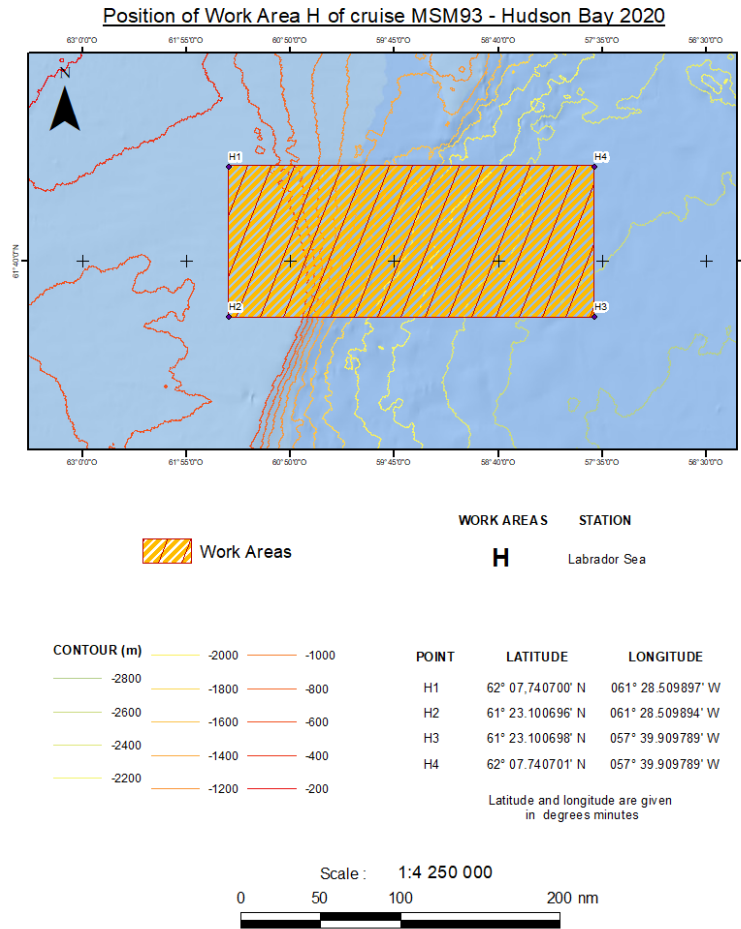 Position of Work Area H of cruise MSM93 - Hudson Bay 2020
63°0'0"O 61°55'0"O 60°50'0"O 59°45'0"O 58°40'0"O 57°35'0"O 56°30'0"O
N
H1 H4
61°40'0"N
H2 H3
63°0'0"O 61°55'0"O 60°50'0"O 59°45'0"O 58°40'0"O 57°35'0"O 56°30'0"O
WORK AREAS STATION
Work Areas
H Labrador Sea
CONTOUR (m)
-2800
-2600
-2400
-2200
-2000
-1800
-1600
-1400
-1200
-1000
-800
-600
-400
-200
POINT LATITUDE LONGITUDE
H1 62° 07,740700' N 061° 28.509897' W
H2 61° 23.100696' N 061° 28.509894' W
H3 61° 23.100698' N 057° 39.909789' W
H4 62° 07.740701' N 057° 39.909789' W
Latitude and longitude are given
in degrees minutes
Scale : 1:4 250 000
0 50 100 200 nm